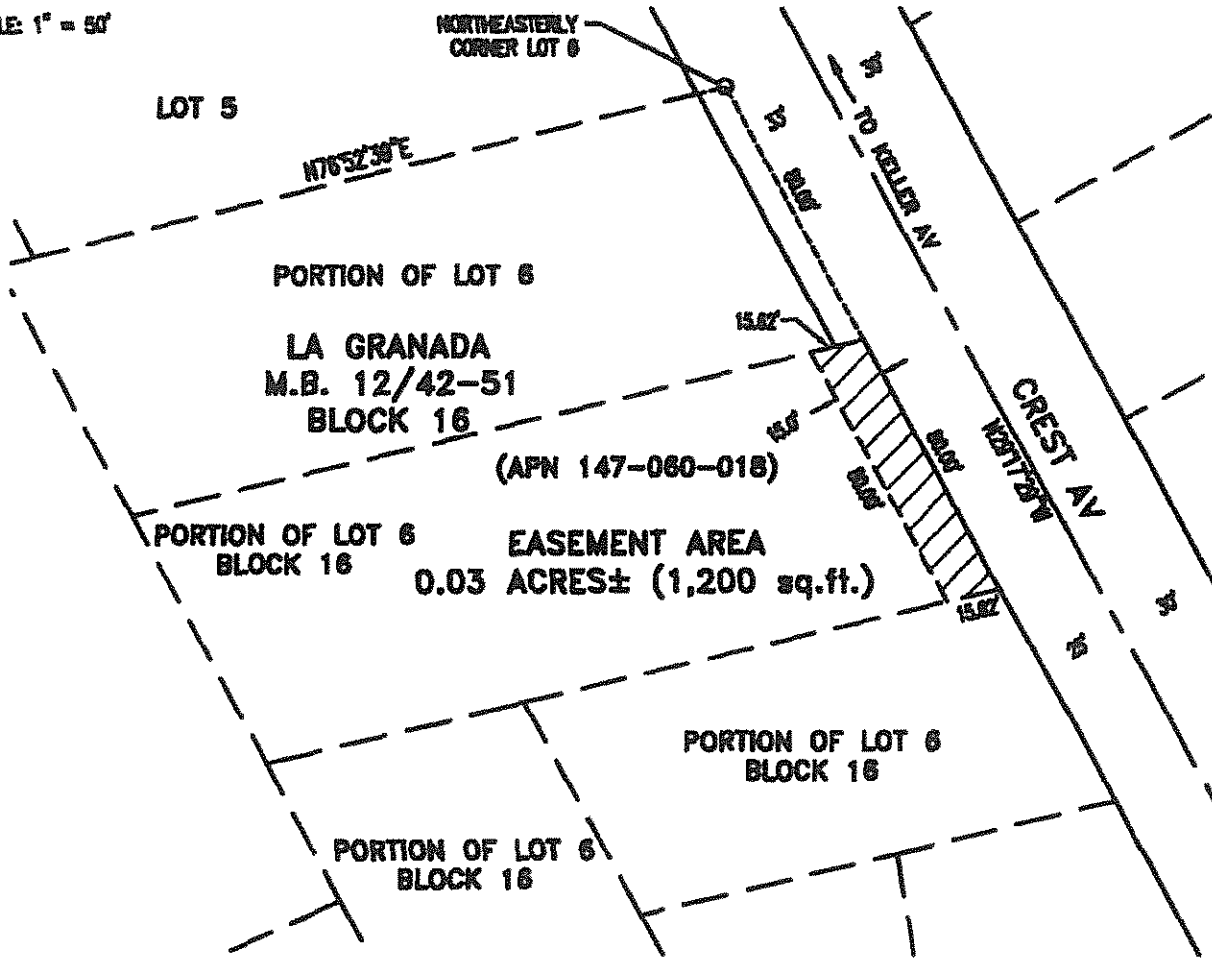 LE: 1" = 50'
NORTHEASTERLY
CORNER LOT 6
LOT 5
N76°52'39"E
TO KELLER AV
80.00'
PORTION OF LOT 6
LA GRANADA
M.B. 12/42-51
BLOCK 16
15.62'
CREST AV
15.0'
80.00'
80.00'
(APN 147-060-018)
PORTION OF LOT 6
BLOCK 16
EASEMENT AREA
0.03 ACRES± (1,200 sq.ft.)
15.62'
30'
25'
PORTION OF LOT 6
BLOCK 16
PORTION OF LOT 6
BLOCK 16